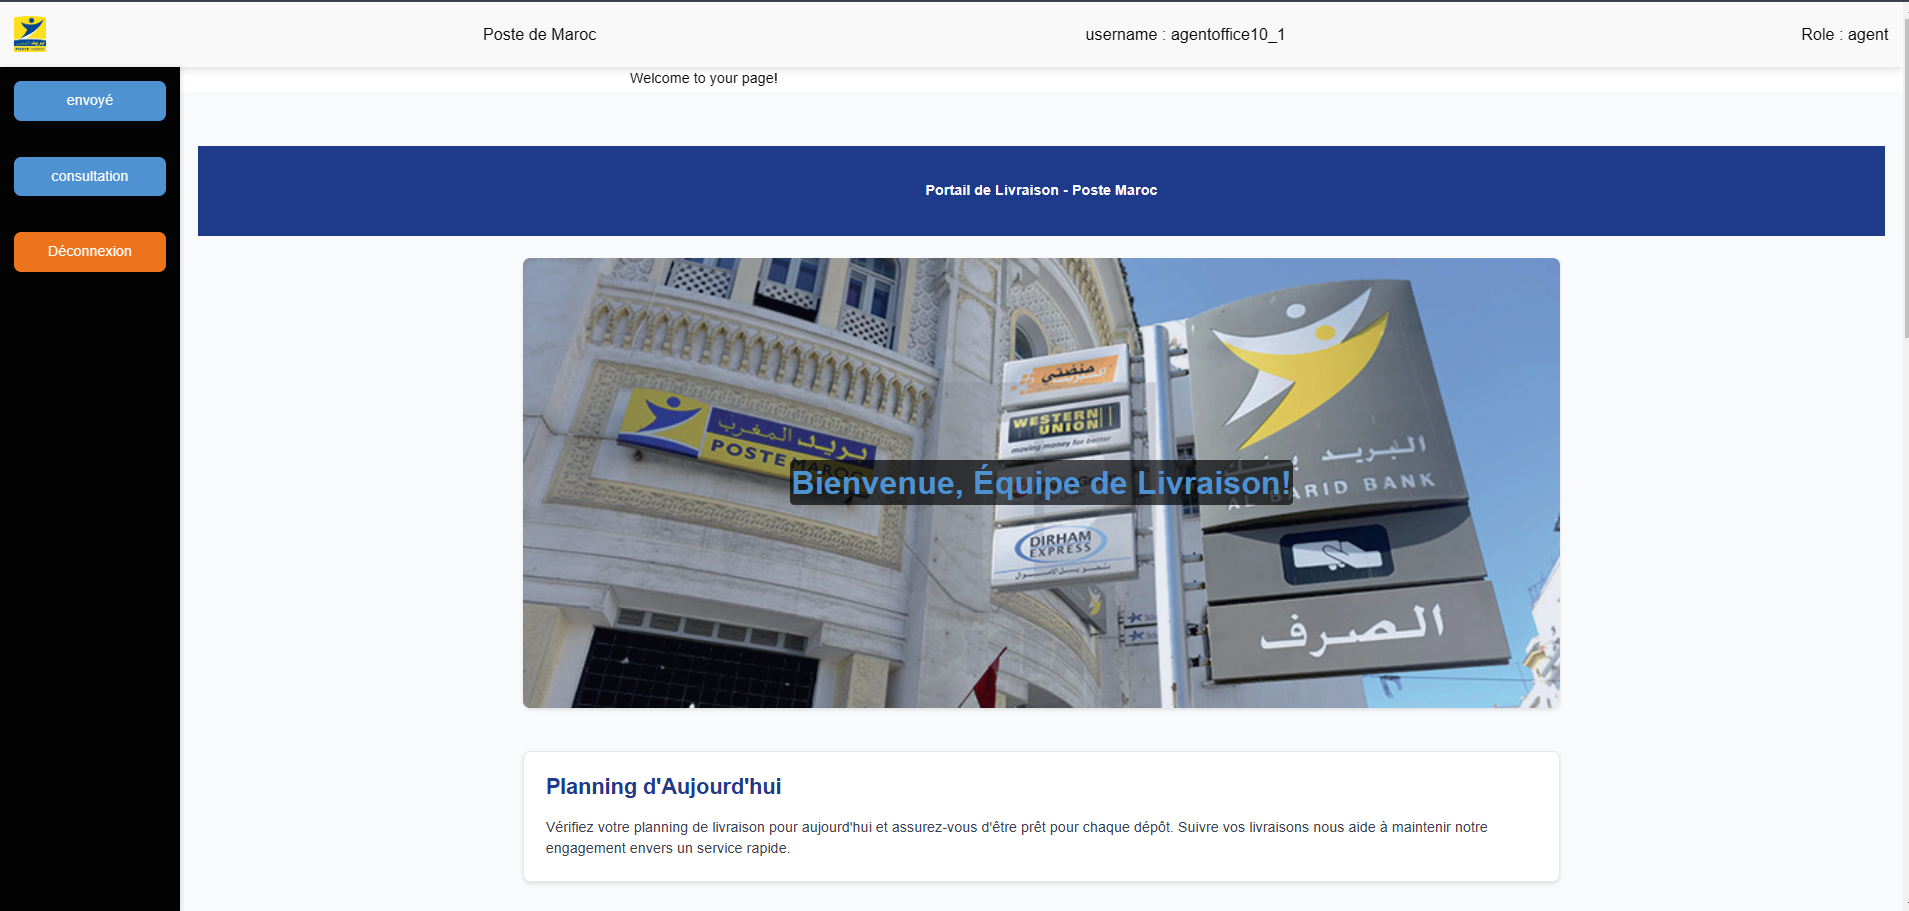 Poste de Maroc
username : agentoffice10_1
Role : agent
Welcome to your page!
envoyé
consultation
Déconnexion
Portail de Livraison - Poste Maroc
منضتي
بريد المغرب
POSTE MAROC
WESTERN
UNION
moving money for better
البريد بنك
AL BARID BANK
Bienvenue, Équipe de Livraison!
DIRHAM
EXPRESS
الصرف
Planning d'Aujourd'hui
Vérifiez votre planning de livraison pour aujourd'hui et assurez-vous d'être prêt pour chaque dépôt. Suivre vos livraisons nous aide à maintenir notre
engagement envers un service rapide.